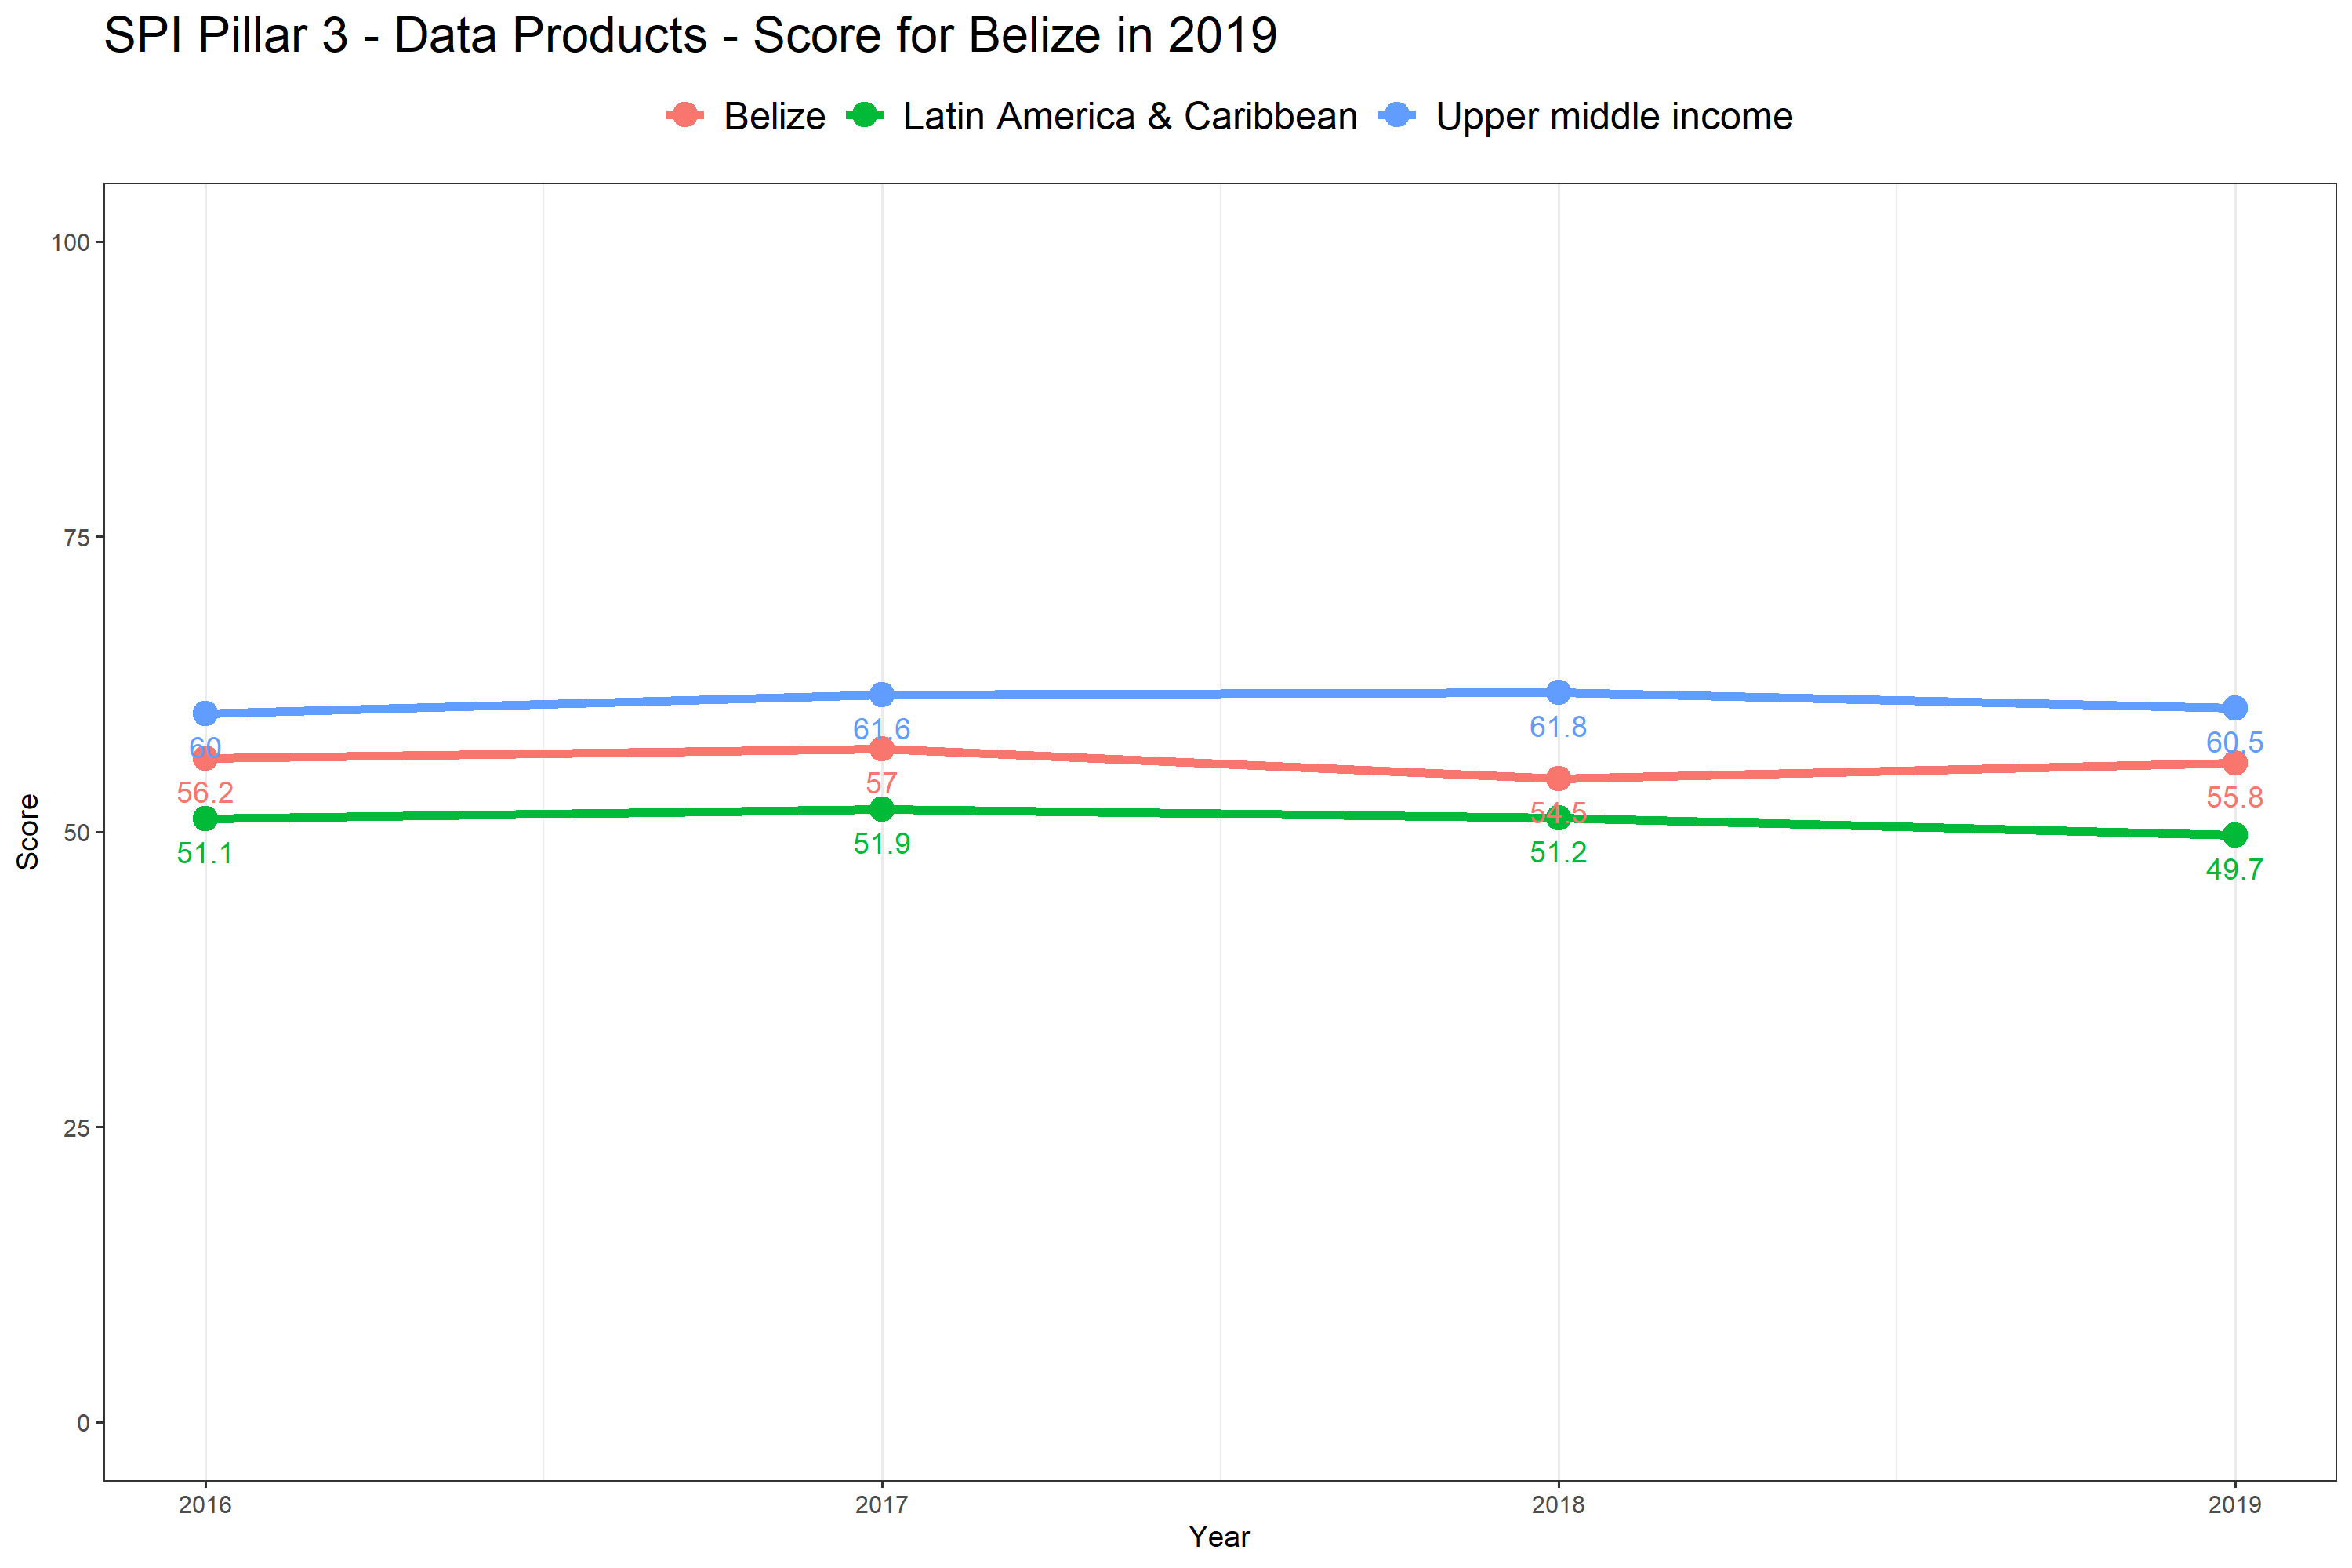 SPI Pillar 3 - Data Products - Score for Belize in 2019
Belize Latin America & Caribbean Upper middle income
100
75
50
25
0
Score
60 61.6 61.8 60.5
56.2 57 54.5 55.8
51.1 51.9 51.2 49.7
2016 2017 2018 2019
Year